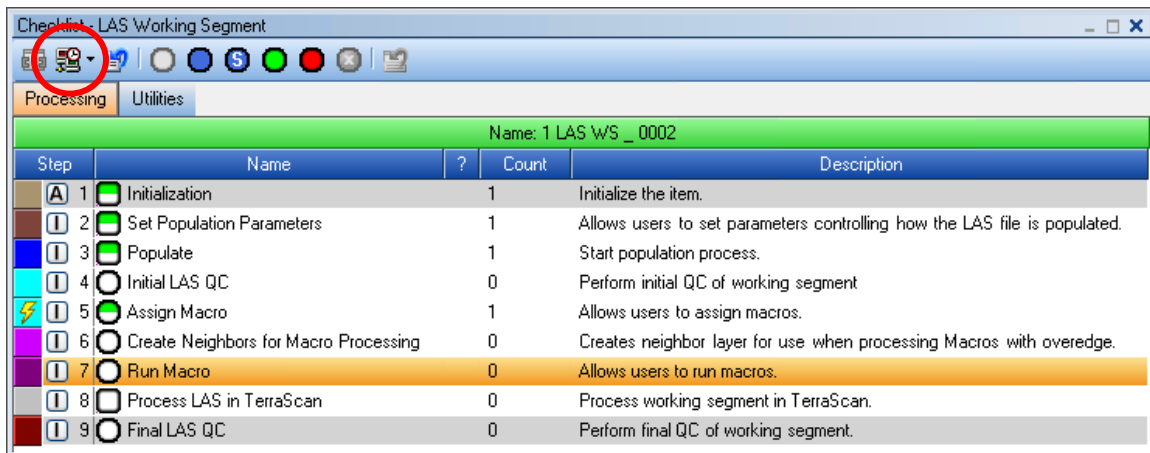 Checklist - LAS Working Segment
S
Processing Utilities
Name: 1 LAS WS _ 0002
Step Name ? Count Description
A 1 Initialization 1 Initialize the item.
I 2 Set Population Parameters 1 Allows users to set parameters controlling how the LAS file is populated.
I 3 Populate 1 Start population process.
I 4 Initial LAS QC 0 Perform initial QC of working segment
I 5 Assign Macro 1 Allows users to assign macros.
I 6 Create Neighbors for Macro Processing 0 Creates neighbor layer for use when processing Macros with overedge.
I 7 Run Macro 0 Allows users to run macros.
I 8 Process LAS in TerraScan 0 Process working segment in TerraScan.
I 9 Final LAS QC 0 Perform final QC of working segment.